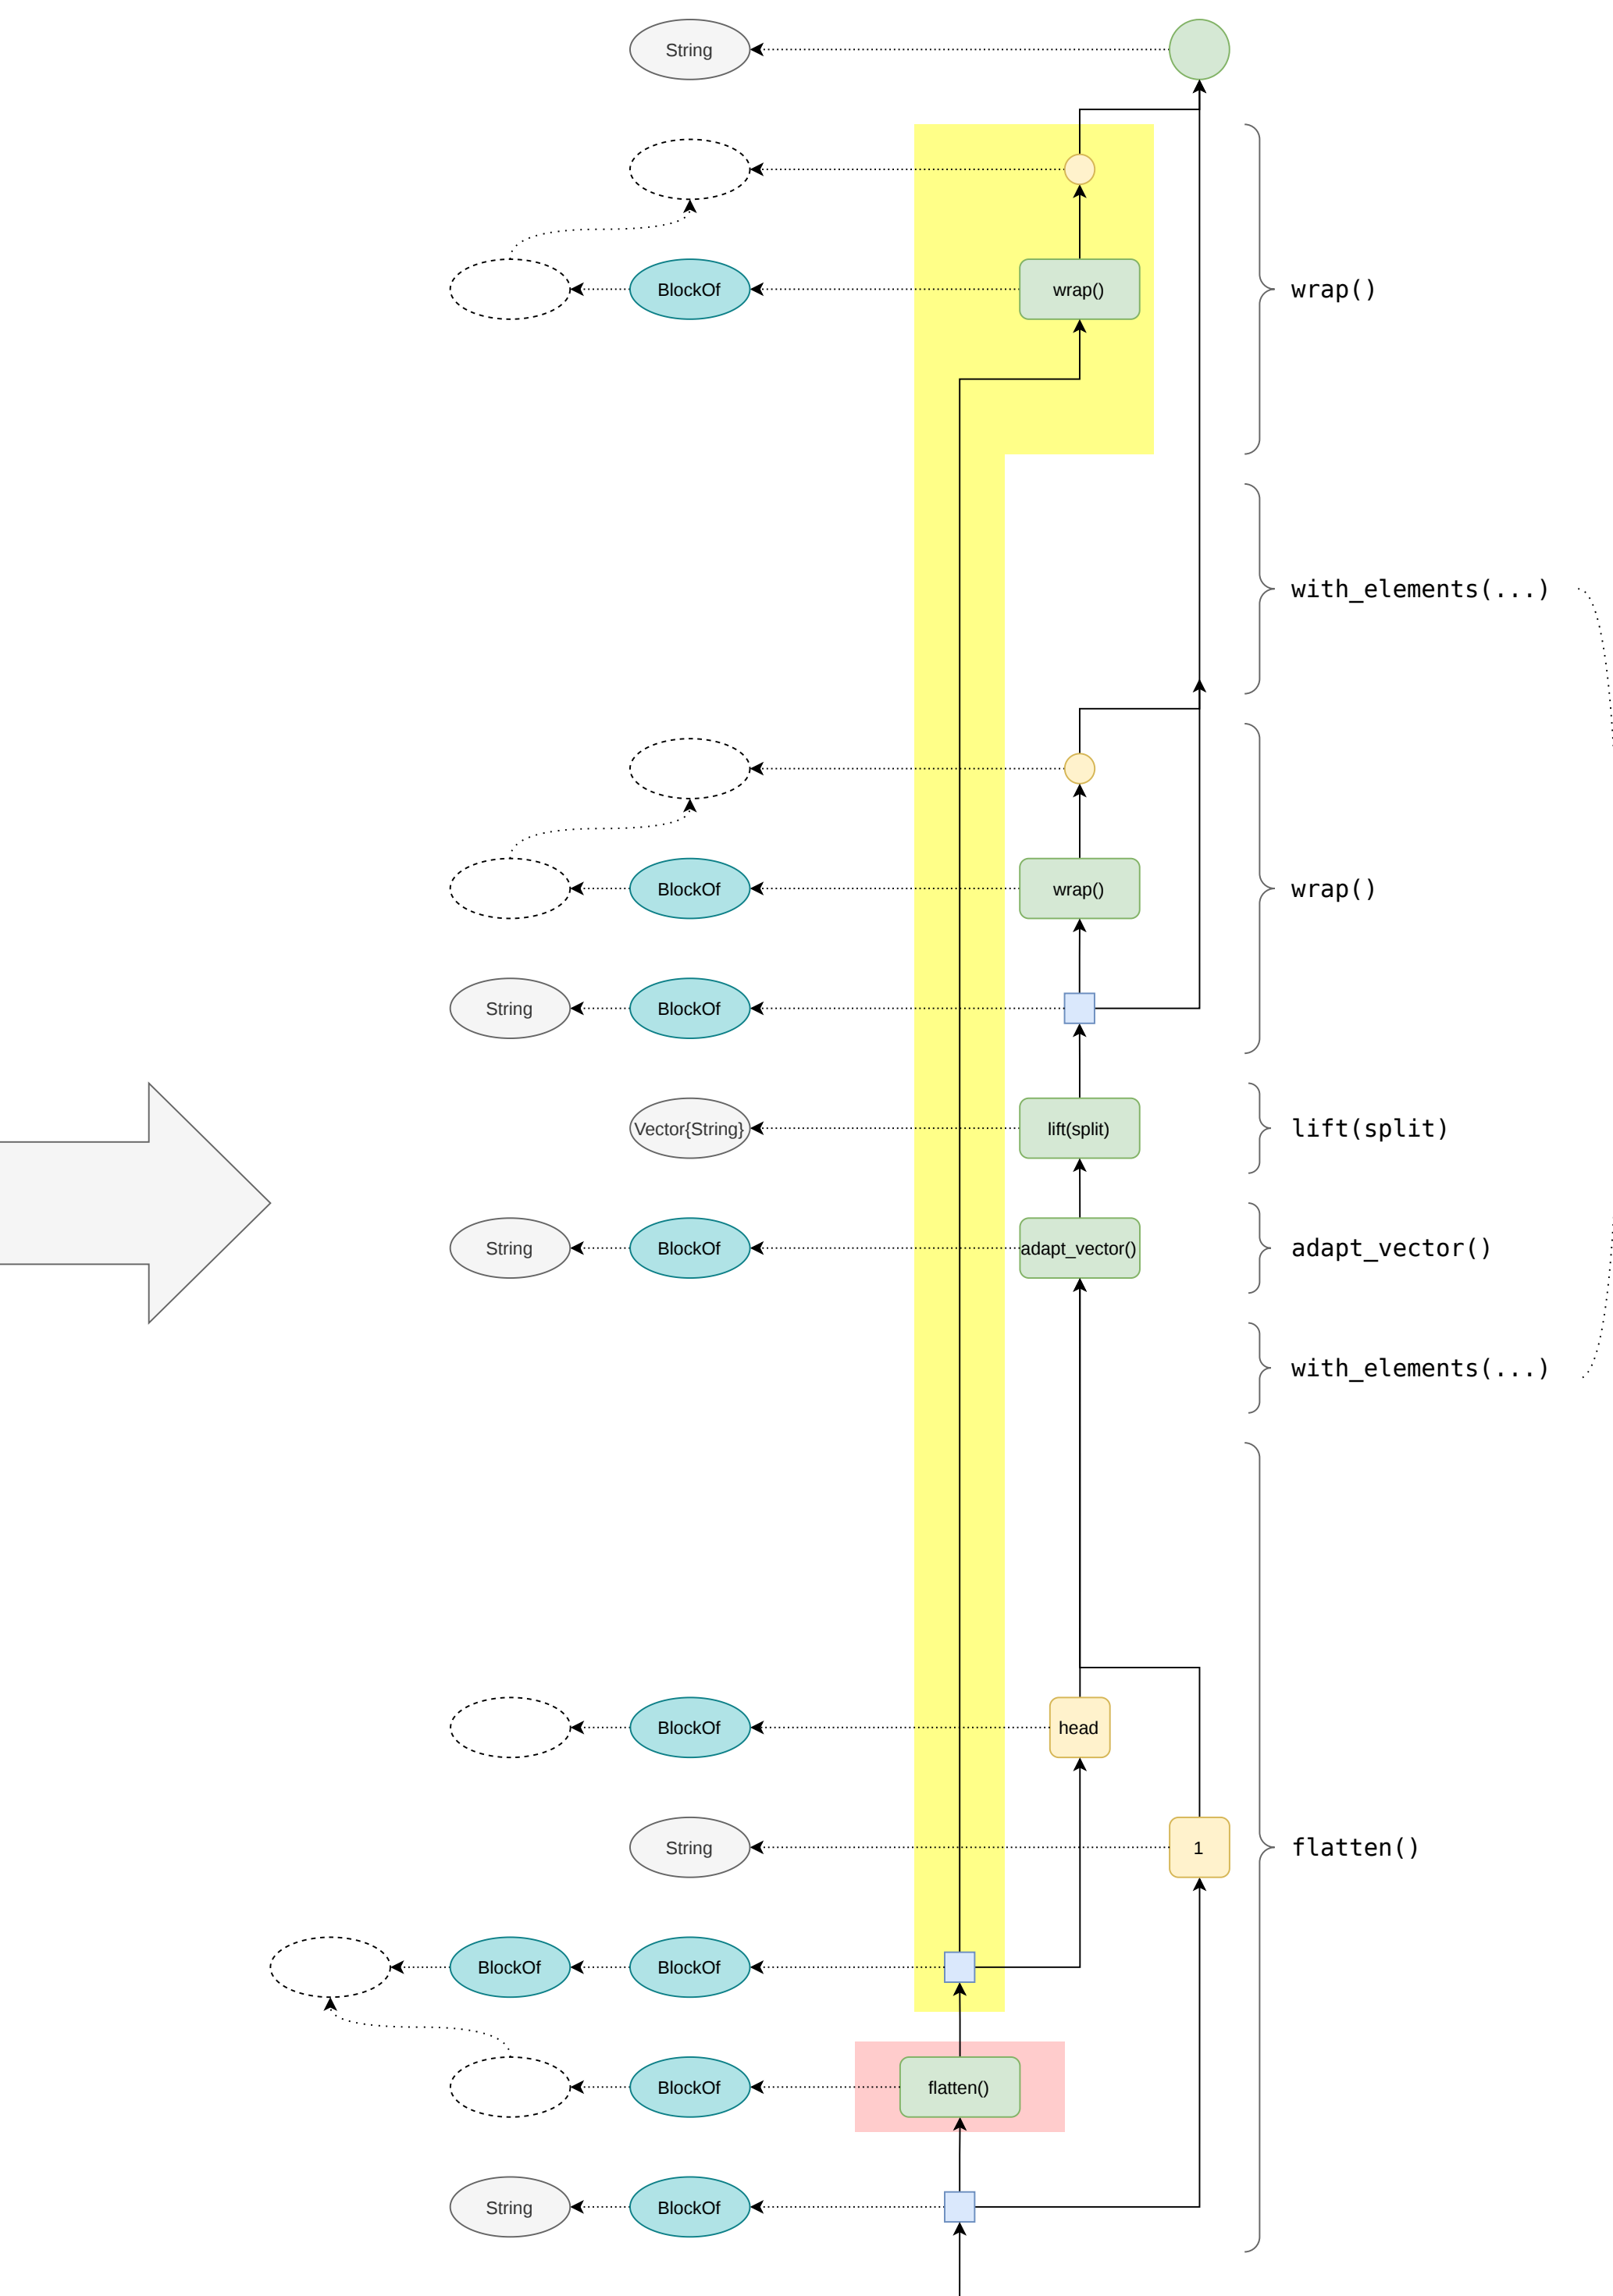 String
BlockOf
wrap()
wrap()
with_elements(...)
BlockOf
wrap()
wrap()
String
BlockOf
Vector{String}
lift(split)
lift(split)
String
BlockOf
adapt_vector()
adapt_vector()
with_elements(...)
BlockOf
head
String
1
flatten()
BlockOf
BlockOf
BlockOf
flatten()
String
BlockOf